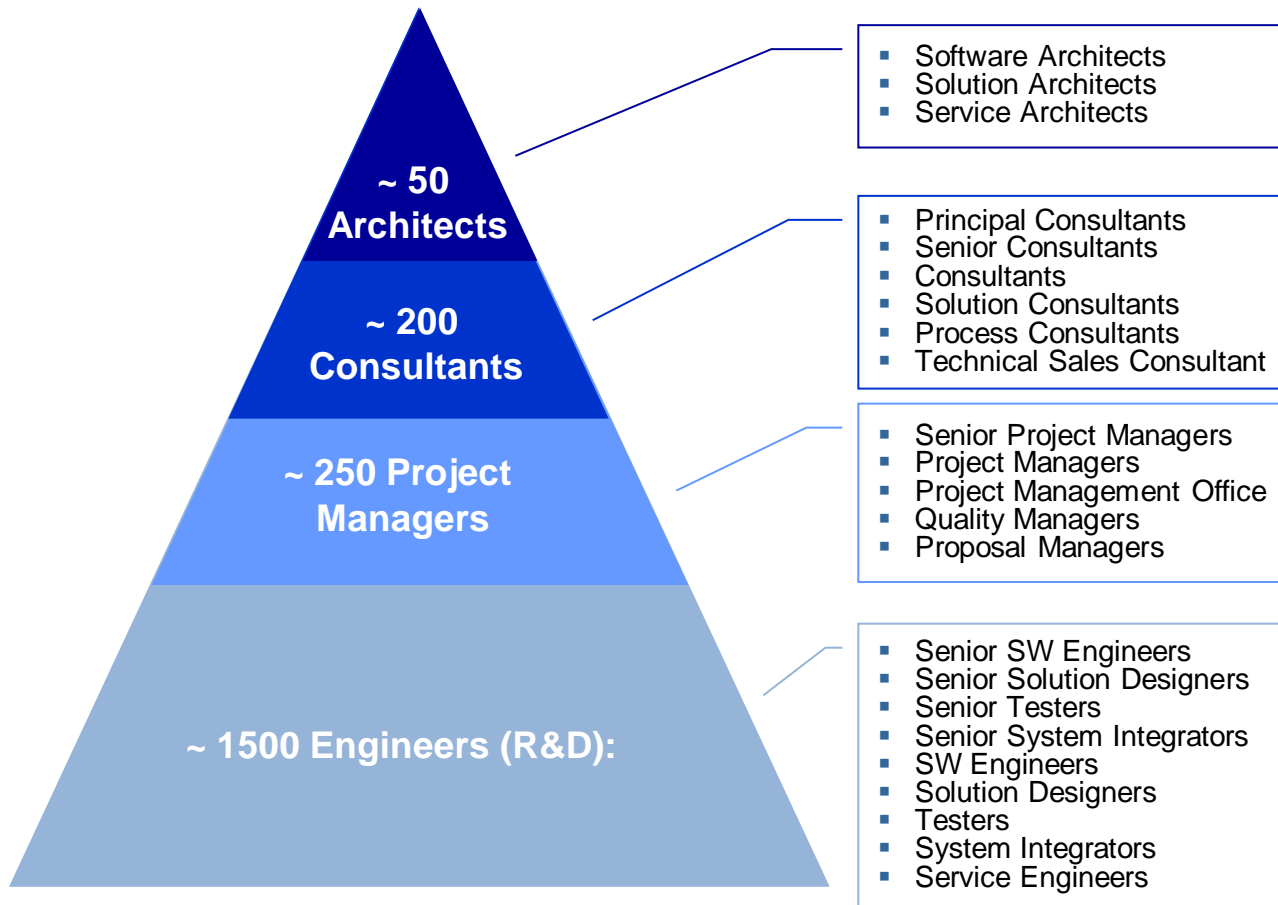 ~ 50
Architects
Software Architects
Solution Architects
Service Architects
~ 200
Consultants
Principal Consultants
Senior Consultants
Consultants
Solution Consultants
Process Consultants
Technical Sales Consultant
~ 250 Project
Managers
Senior Project Managers
Project Managers
Project Management Office
Quality Managers
Proposal Managers
~ 1500 Engineers (R&D):
Senior SW Engineers
Senior Solution Designers
Senior Testers
Senior System Integrators
SW Engineers
Solution Designers
Testers
System Integrators
Service Engineers